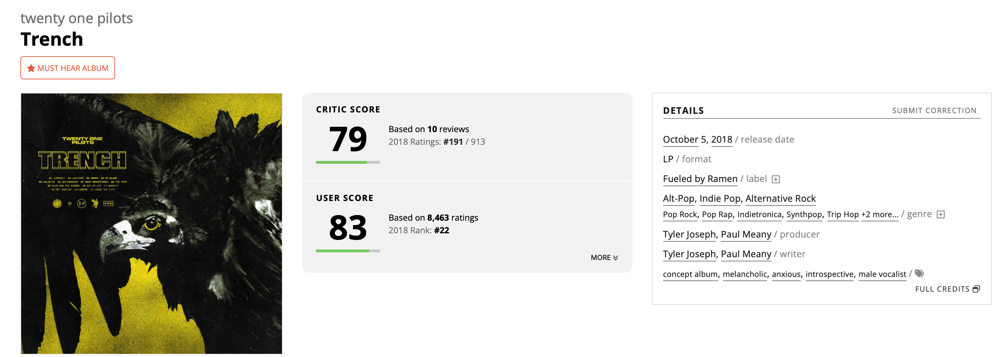 twenty one pilots
Trench
MUST HEAR ALBUM
TWENTY ØNE
PILØTS
TRENCH
01.JUMPSUIT 02.LEVITATE 03.MORPH 04.MY BLOOD
05.CHLORINE 06.SMITHEREENS 07.NEON GRAVESTONES 08.THE HYPE
09.NICO AND THE NINERS 10.CUT MY LIP 11.BANDITO
12.PET CHEETAH 13.LEGEND 14.LEAVE THE CITY
CRITIC SCORE
79
Based on 10 reviews
2018 Ratings: #191 / 913
USER SCORE
83
Based on 8,463 ratings
2018 Rank: #22
MORE
DETAILS SUBMIT CORRECTION
October 5, 2018 / release date
LP / format
Fueled by Ramen / label
Alt-Pop, Indie Pop, Alternative Rock
Pop Rock, Pop Rap, Indietronica, Synthpop, Trip Hop +2 more... / genre
Tyler Joseph, Paul Meany / producer
Tyler Joseph, Paul Meany / writer
concept album, melancholic, anxious, introspective, male vocalist /
FULL CREDITS